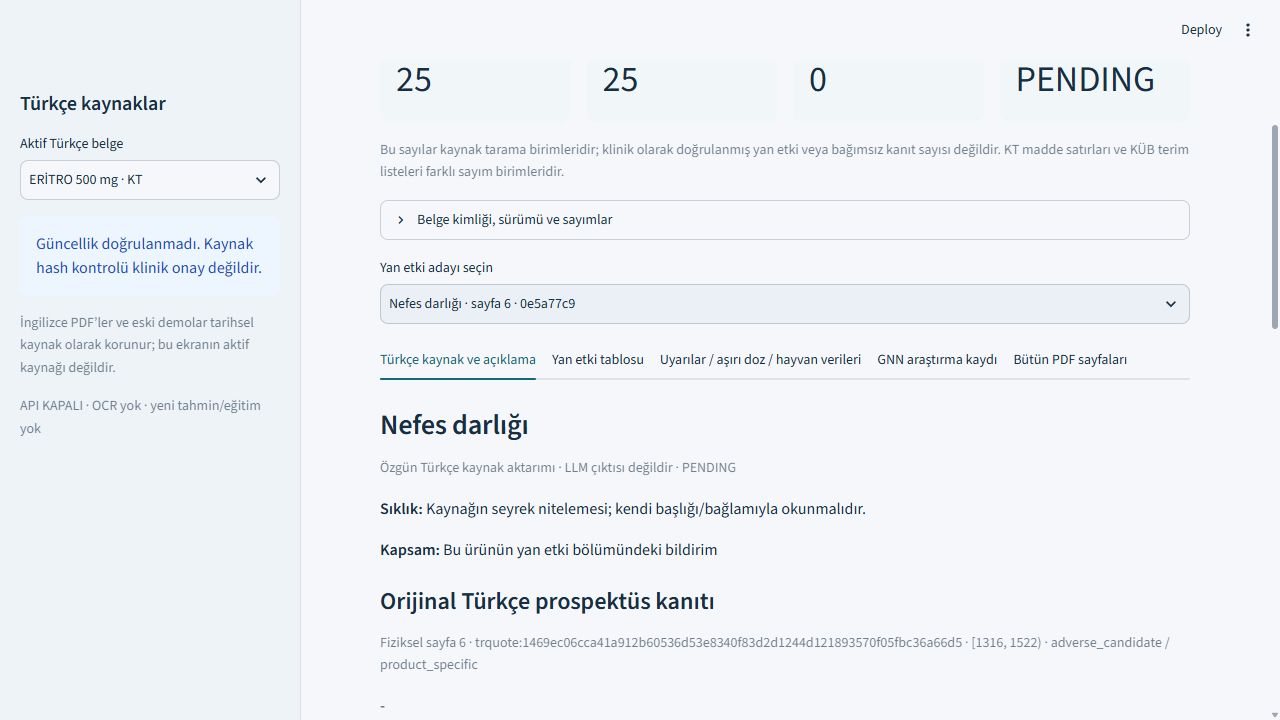 Deploy
Türkçe kaynaklar
Aktif Türkçe belge
ERİTRO 500 mg · KT
Güncellik doğrulanmadı. Kaynak
hash kontrolü klinik onay değildir.
İngilizce PDF’ler ve eski demolar tarihsel
kaynak olarak korunur; bu ekranın aktif
kaynağı değildir.
API KAPALI · OCR yok · yeni tahmin/eğitim
yok
25
25
0
PENDING
Bu sayılar kaynak tarama birimleridir; klinik olarak doğrulanmış yan etki veya bağımsız kanıt sayısı değildir. KT madde satırları ve KÜB terim
listeleri farklı sayım birimleridir.
Belge kimliği, sürümü ve sayımlar
Yan etki adayı seçin
Nefes darlığı · sayfa 6 · 0e5a77c9
Türkçe kaynak ve açıklama
Yan etki tablosu
Uyarılar / aşırı doz / hayvan verileri
GNN araştırma kaydı
Bütün PDF sayfaları
Nefes darlığı
Özgün Türkçe kaynak aktarımı · LLM çıktısı değildir · PENDING
Sıklık: Kaynağın seyrek nitelemesi; kendi başlığı/bağlamıyla okunmalıdır.
Kapsam: Bu ürünün yan etki bölümündeki bildirim
Orijinal Türkçe prospektüs kanıtı
Fiziksel sayfa 6 · trquote:1469ec06cca41a912b60536d53e8340f83d2d1244d121893570f05fbc36a66d5 · [1316, 1522) · adverse_candidate /
product_specific
-